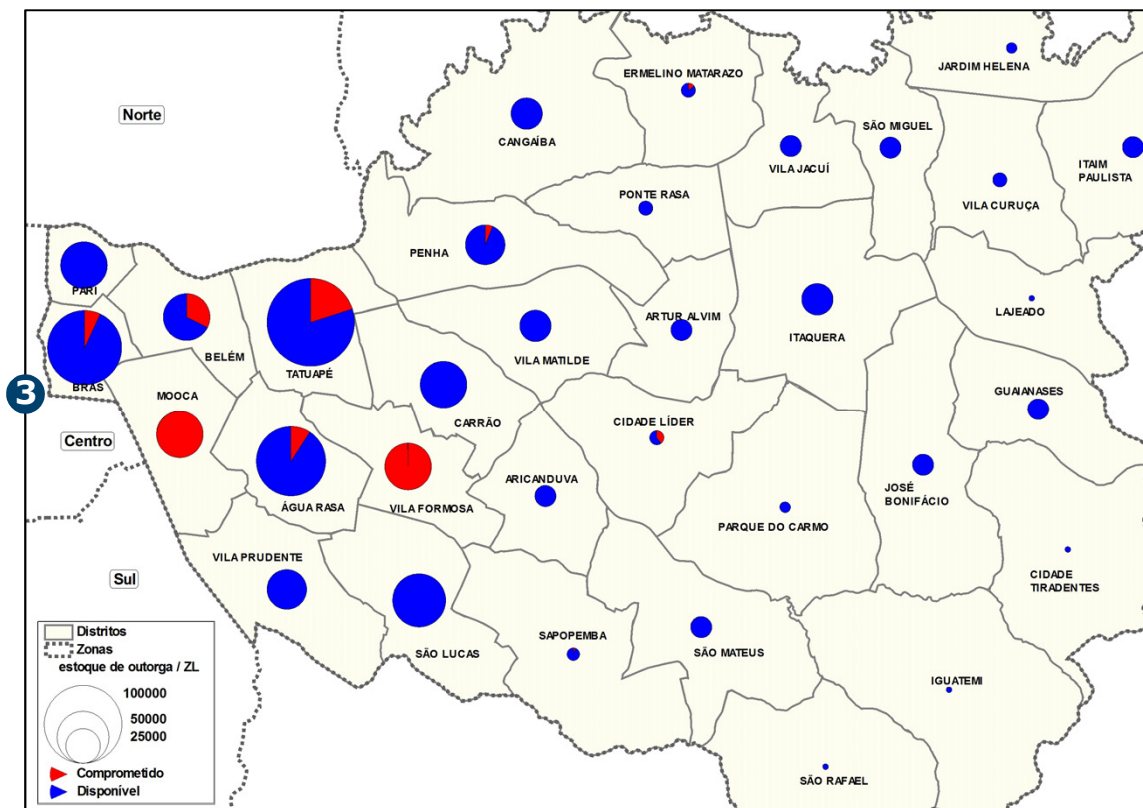 JARDIM HELENA
ERMELINO MATARAZO
Norte
SÃO MIGUEL
CANGAÍBA
VILA JACUÍ
ITAIM
PAULISTA
PONTE RASA
VILA CURUÇA
PENHA
PARI
LAJEADO
ARTUR ALVIM
ITAQUERA
BELÉM
VILA MATILDE
TATUAPÉ
BRAS
3
MOOCA
GUAIANASES
CARRÃO
CIDADE LÍDER
Centro
ARICANDUVA
JOSÉ
BONIFÁCIO
ÁGUA RASA
VILA FORMOSA
PARQUE DO CARMO
VILA PRUDENTE
CIDADE
TIRADENTES
Sul
Distritos
Zonas
SAPOPEMBA
SÃO LUCAS
SÃO MATEUS
estoque de outorga / ZL
IGUATEMI
100000
50000
25000
Comprometido
Disponível
SÃO RAFAEL